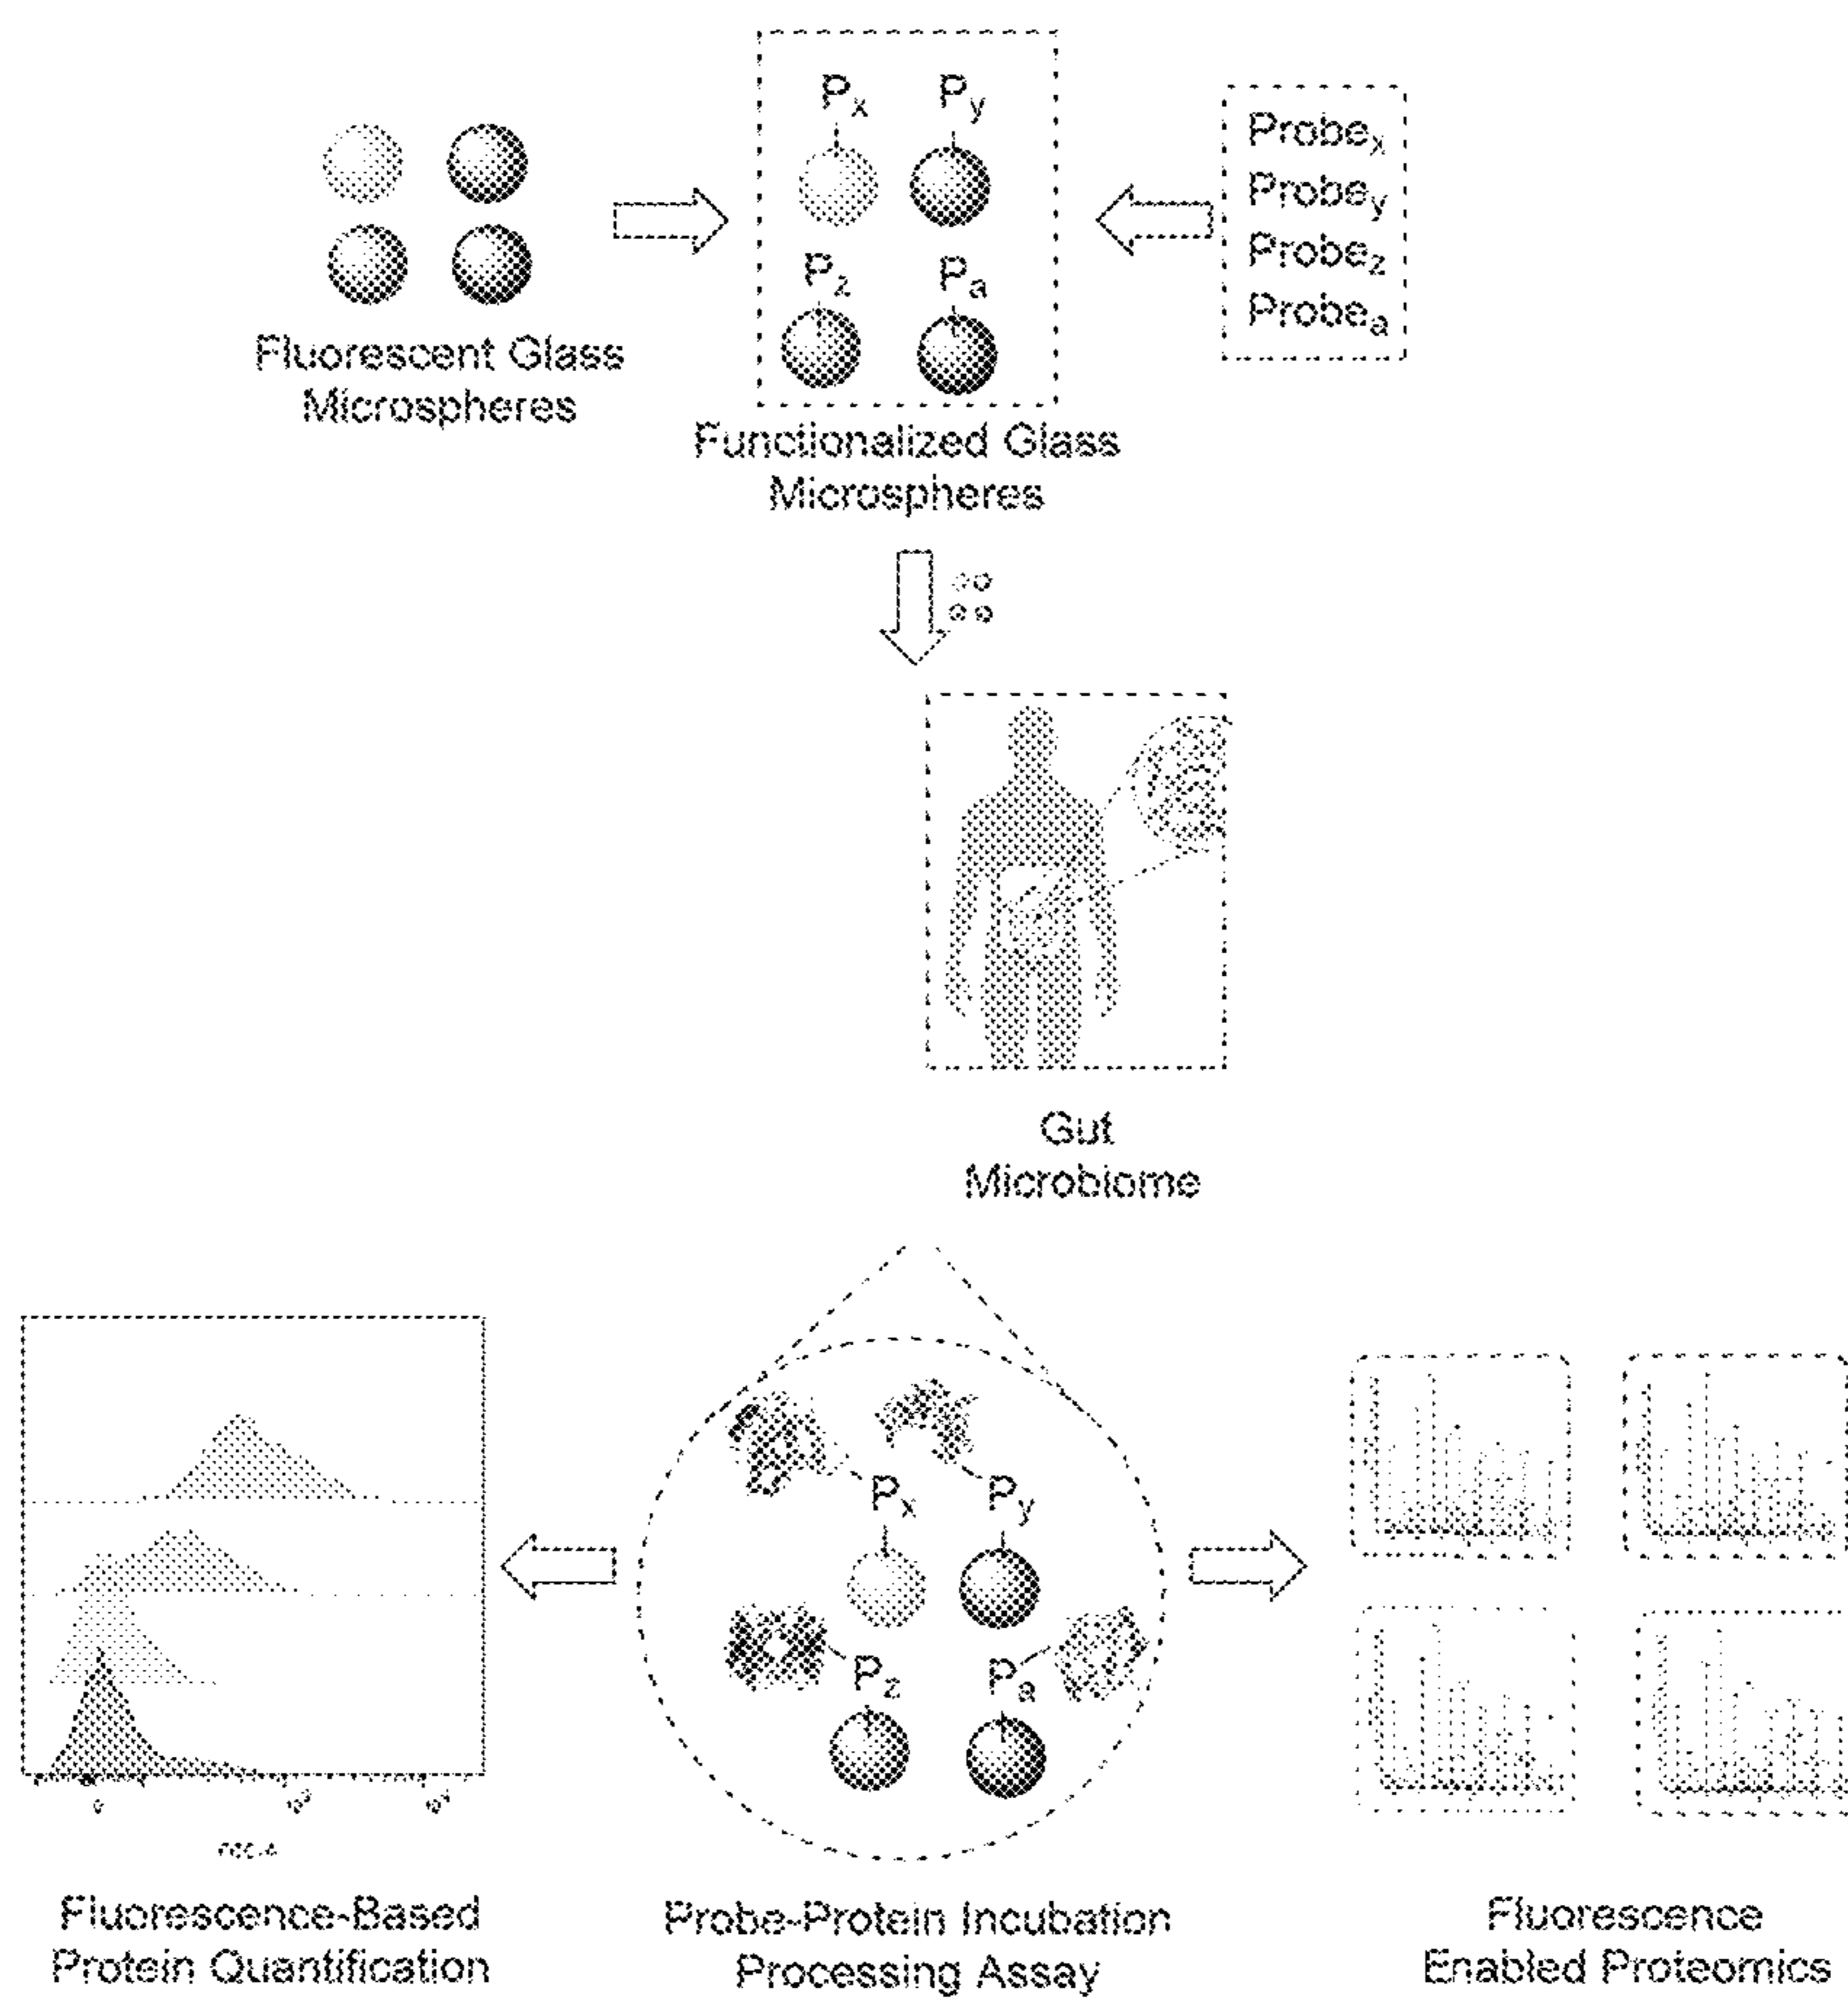 Px Py
Probex
Probey
Probez
Probea
Pz Pa
Fluorescent Glass
Microspheres
Functionalized Glass
Microspheres
Gut
Microbiome
Px Py
Pz Pa
0
Fluorescence-Based
Protein Quantification
Probe-Protein Incubation
Processing Assay
Fluorescence
Enabled Proteomics